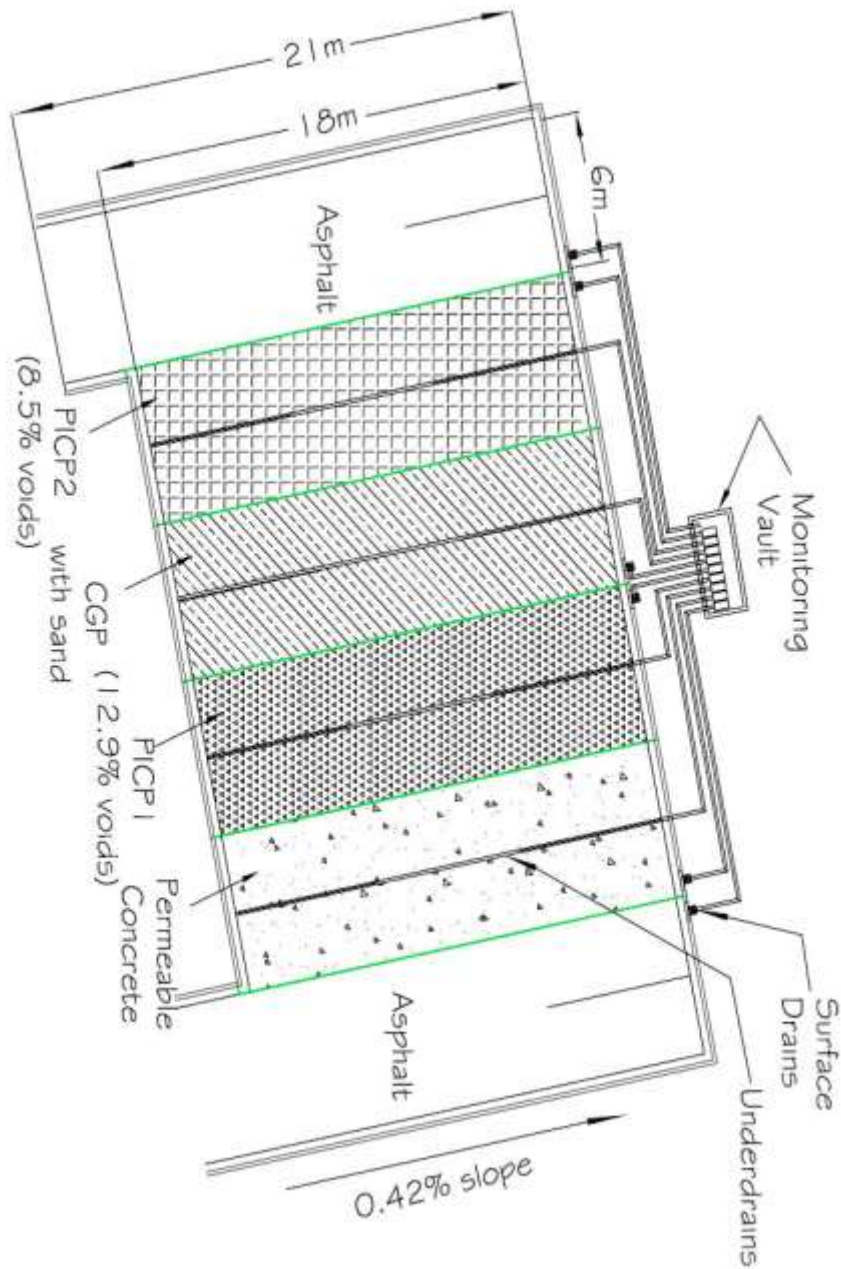 21m
18m
6m
Asphalt
PICP2
(8.5% voids)
CGP
with sand
PICP1
(12.9% voids)
Permeable
Concrete
Asphalt
Monitoring
Vault
Surface
Drains
Underdrains
0.42% slope